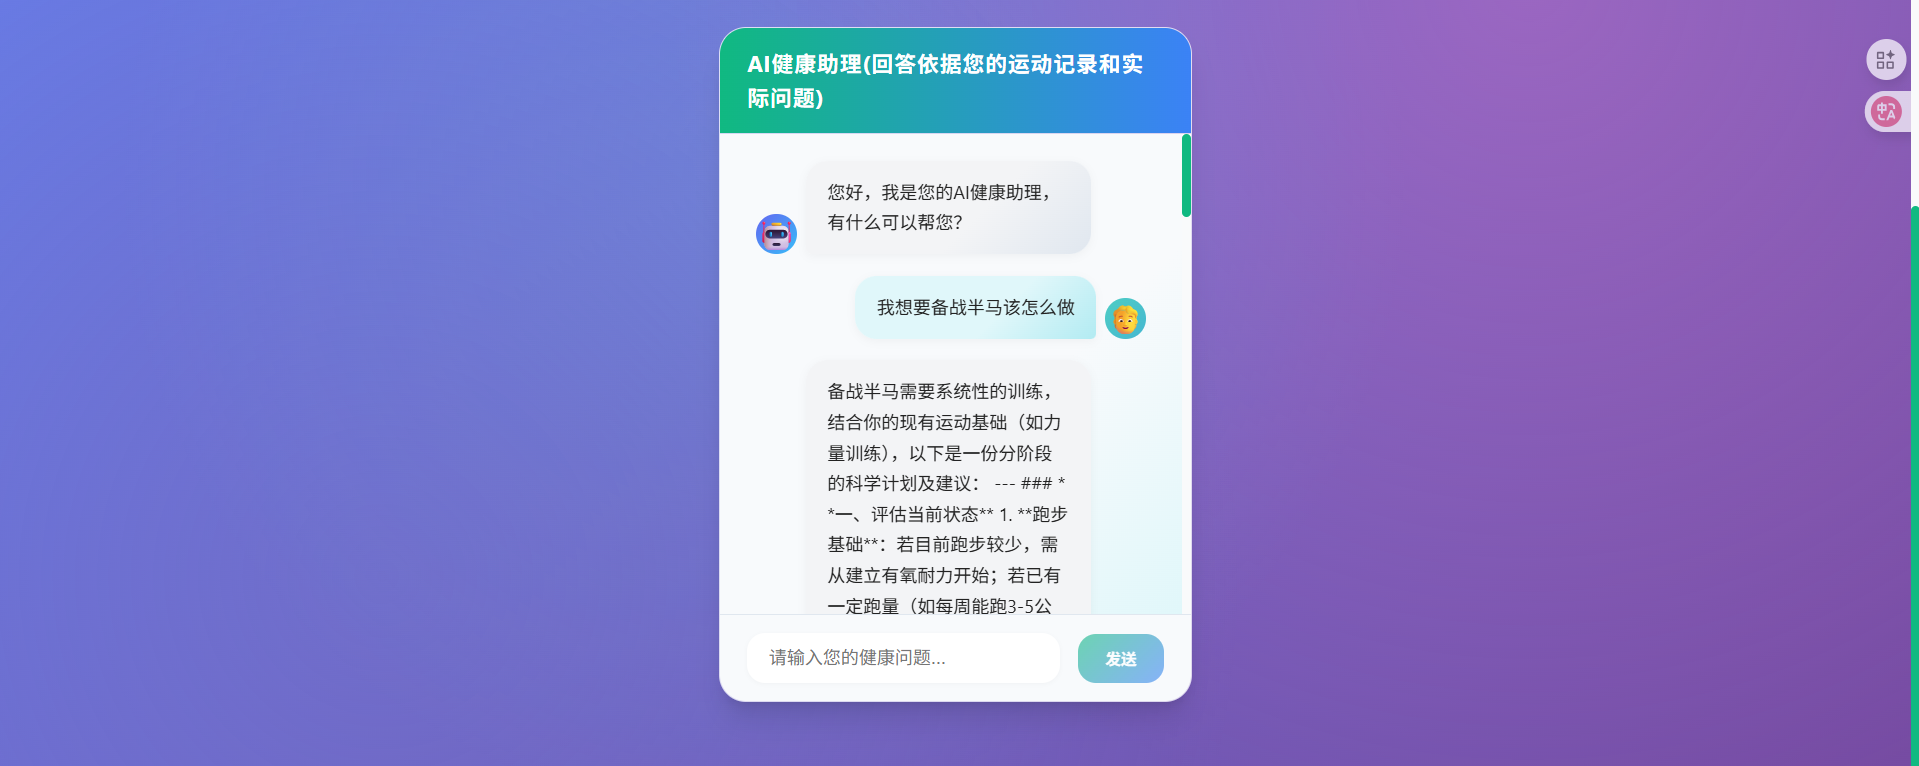 AI健康助理(回答依据您的运动记录和实
际问题)
您好，我是您的AI健康助理，
有什么可以帮您？
我想要备战半马该怎么做
备战半马需要系统性的训练，
结合你的现有运动基础（如力
量训练），以下是一份分阶段
的科学计划及建议： --- ### *
*一、评估当前状态** 1. **跑步
基础**：若目前跑步较少，需
从建立有氧耐力开始；若已有
一定跑量（如每周能跑3-5公
请输入您的健康问题...
发送
中A